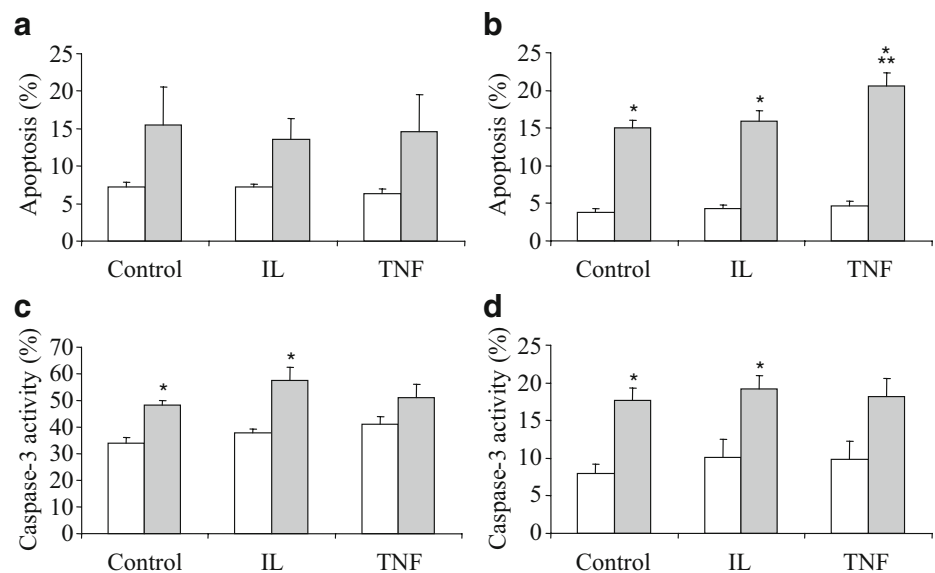 a
Apoptosis (%)
25
20
15
10
5
0
Control IL TNF
b
Apoptosis (%)
25
20
15
10
5
0
*
*
*
**
Control IL TNF
c
Caspase-3 activity (%)
70
60
50
40
30
20
10
0
*
*
Control IL TNF
d
Caspase-3 activity (%)
25
20
15
10
5
0
*
*
Control IL TNF